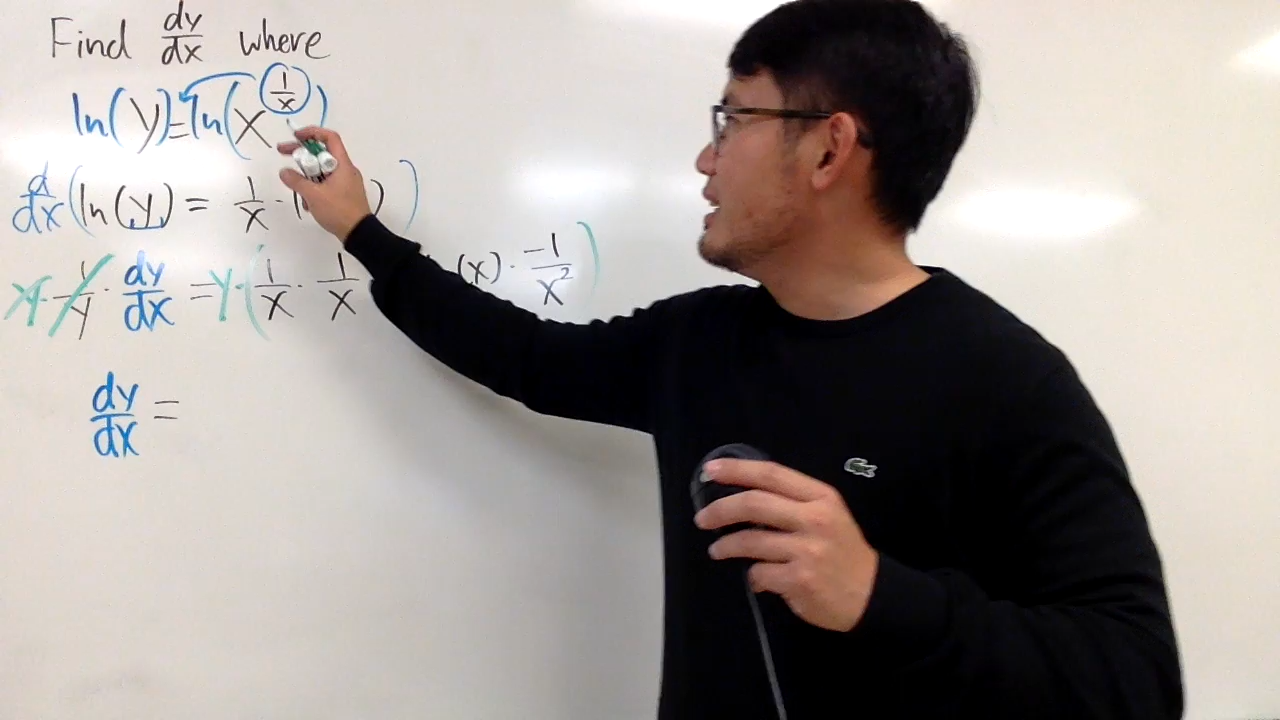 Find dy/dx where
ln(y)=ln(x^(1/x))
d/dx(ln(y) = 1/x · )
y · 1/y · dy/dx = y·(1/x · 1/x (x) · -1/x²)
dy/dx =